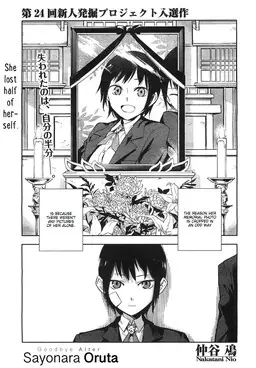 第24回新人発掘プロジェクト入選作
She
lost
half
of
her-
self.
失われたのは、自分の半分
THE REASON HER
MEMORIAL PHOTO
IS CROPPED IN
AN ODD WAY
IS BECAUSE
THERE WERENT
ANY PICTURES
OF HER ALONE.
Goodbye Alter
Sayonara Oruta
仲谷 鳰
Nakatani Nio